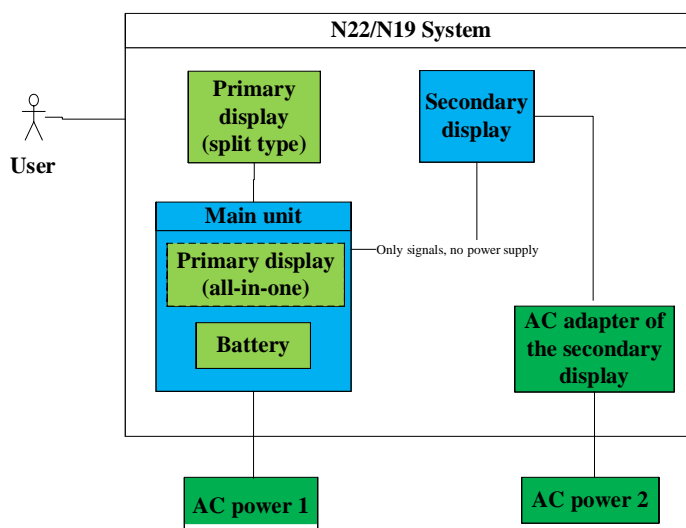 N22/N19 System
Primary
display
(split type)
Secondary
display
User
Main unit
Only signals, no power supply
Primary display
(all-in-one)
Battery
AC adapter of
the secondary
display
AC power 1
AC power 2